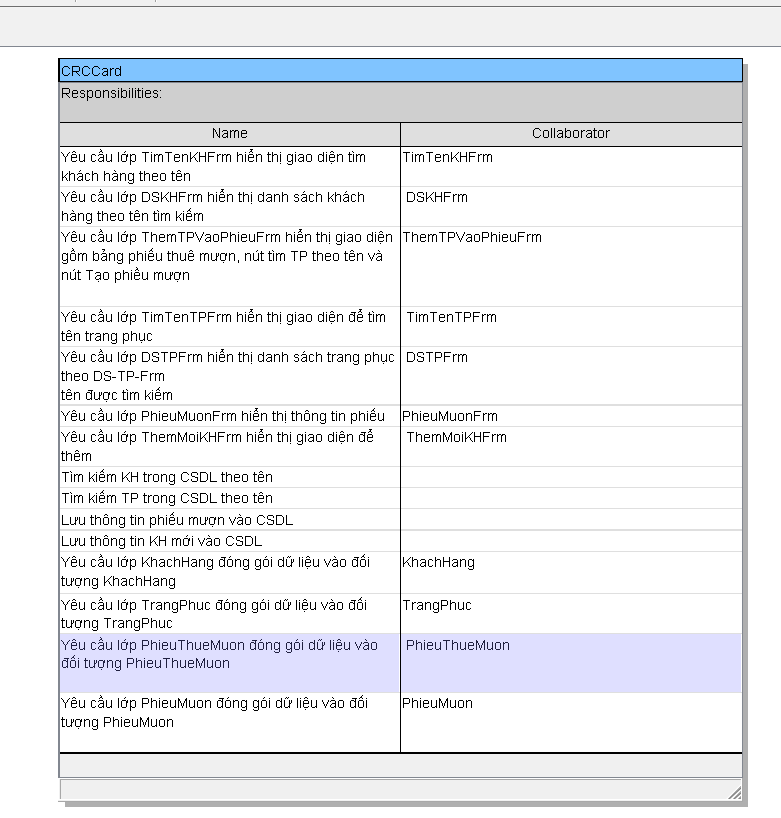 CRCCard
Responsibilities:
Name
Collaborator
Yêu cầu lớp TimTenKHFrm hiển thị giao diện tìm
khách hàng theo tên
TimTenKHFrm
Yêu cầu lớp DSKHFrm hiển thị danh sách khách
hàng theo tên tìm kiếm
DSKHFrm
Yêu cầu lớp ThemTPVaoPhieuFrm hiển thị giao diện
gồm bảng phiếu thuê mượn, nút tìm TP theo tên và
nút Tạo phiều mượn
ThemTPVaoPhieuFrm
Yêu cầu lớp TimTenTPFrm hiển thị giao diện để tìm
tên trang phục
TimTenTPFrm
Yêu cầu lớp DSTPFrm hiển thị danh sách trang phục
theo DS-TP-Frm
tên được tìm kiếm
DSTPFrm
Yêu cầu lớp PhieuMuonFrm hiển thị thông tin phiếu
PhieuMuonFrm
Yêu cầu lớp ThemMoiKHFrm hiển thị giao diện để
thêm
ThemMoiKHFrm
Tìm kiếm KH trong CSDL theo tên
Tìm kiếm TP trong CSDL theo tên
Lưu thông tin phiếu mượn vào CSDL
Lưu thông tin KH mới vào CSDL
Yêu cầu lớp KhachHang đóng gói dữ liệu vào đối
tượng KhachHang
KhachHang
Yêu cầu lớp TrangPhuc đóng gói dữ liệu vào đối
tượng TrangPhuc
TrangPhuc
Yêu cầu lớp PhieuThueMuon đóng gói dữ liệu vào
đối tượng PhieuThueMuon
PhieuThueMuon
Yêu cầu lớp PhieuMuon đóng gói dữ liệu vào đối
tượng PhieuMuon
PhieuMuon